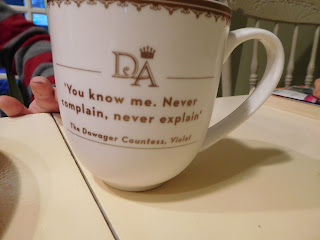 DA
'You know me. Never
complain, never explain'
The Dowager Countess, Violet